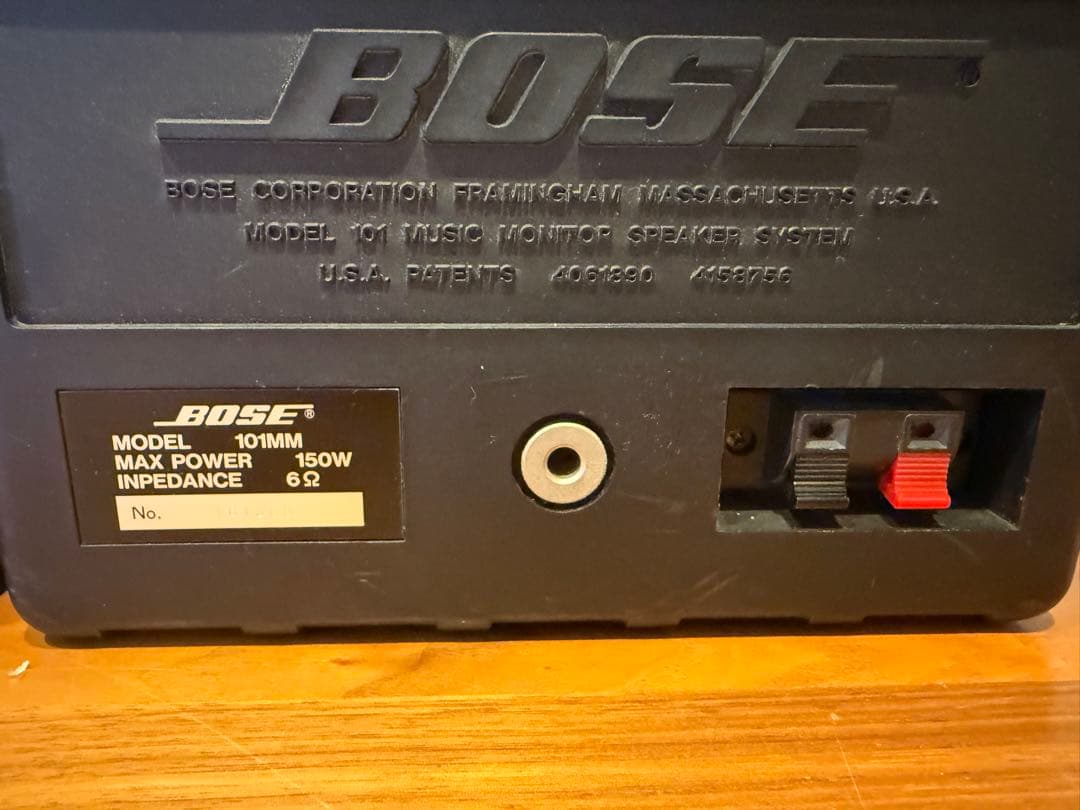 BOSE®
BOSE CORPORATION FRAMINGHAM MASSACHUSETTS U.S.A.
MODEL 101 MUSIC MONITOR SPEAKER SYSTEM
U.S.A. PATENTS 4061890 4158756
BOSE®
MODEL 101MM
MAX POWER 150W
INPEDANCE 6Ω
No.